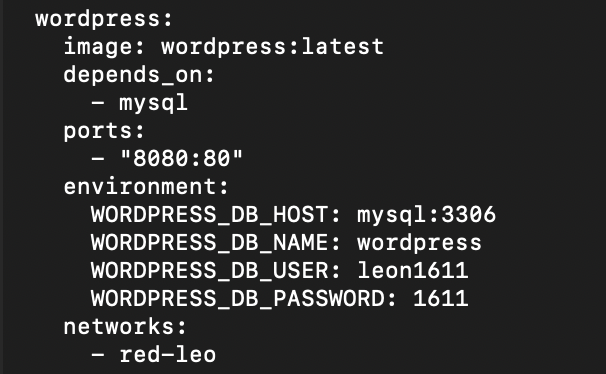 wordpress:
  image: wordpress:latest
  depends_on:
    - mysql
  ports:
    - "8080:80"
  environment:
    WORDPRESS_DB_HOST: mysql:3306
    WORDPRESS_DB_NAME: wordpress
    WORDPRESS_DB_USER: leon1611
    WORDPRESS_DB_PASSWORD: 1611
  networks:
    - red-leo